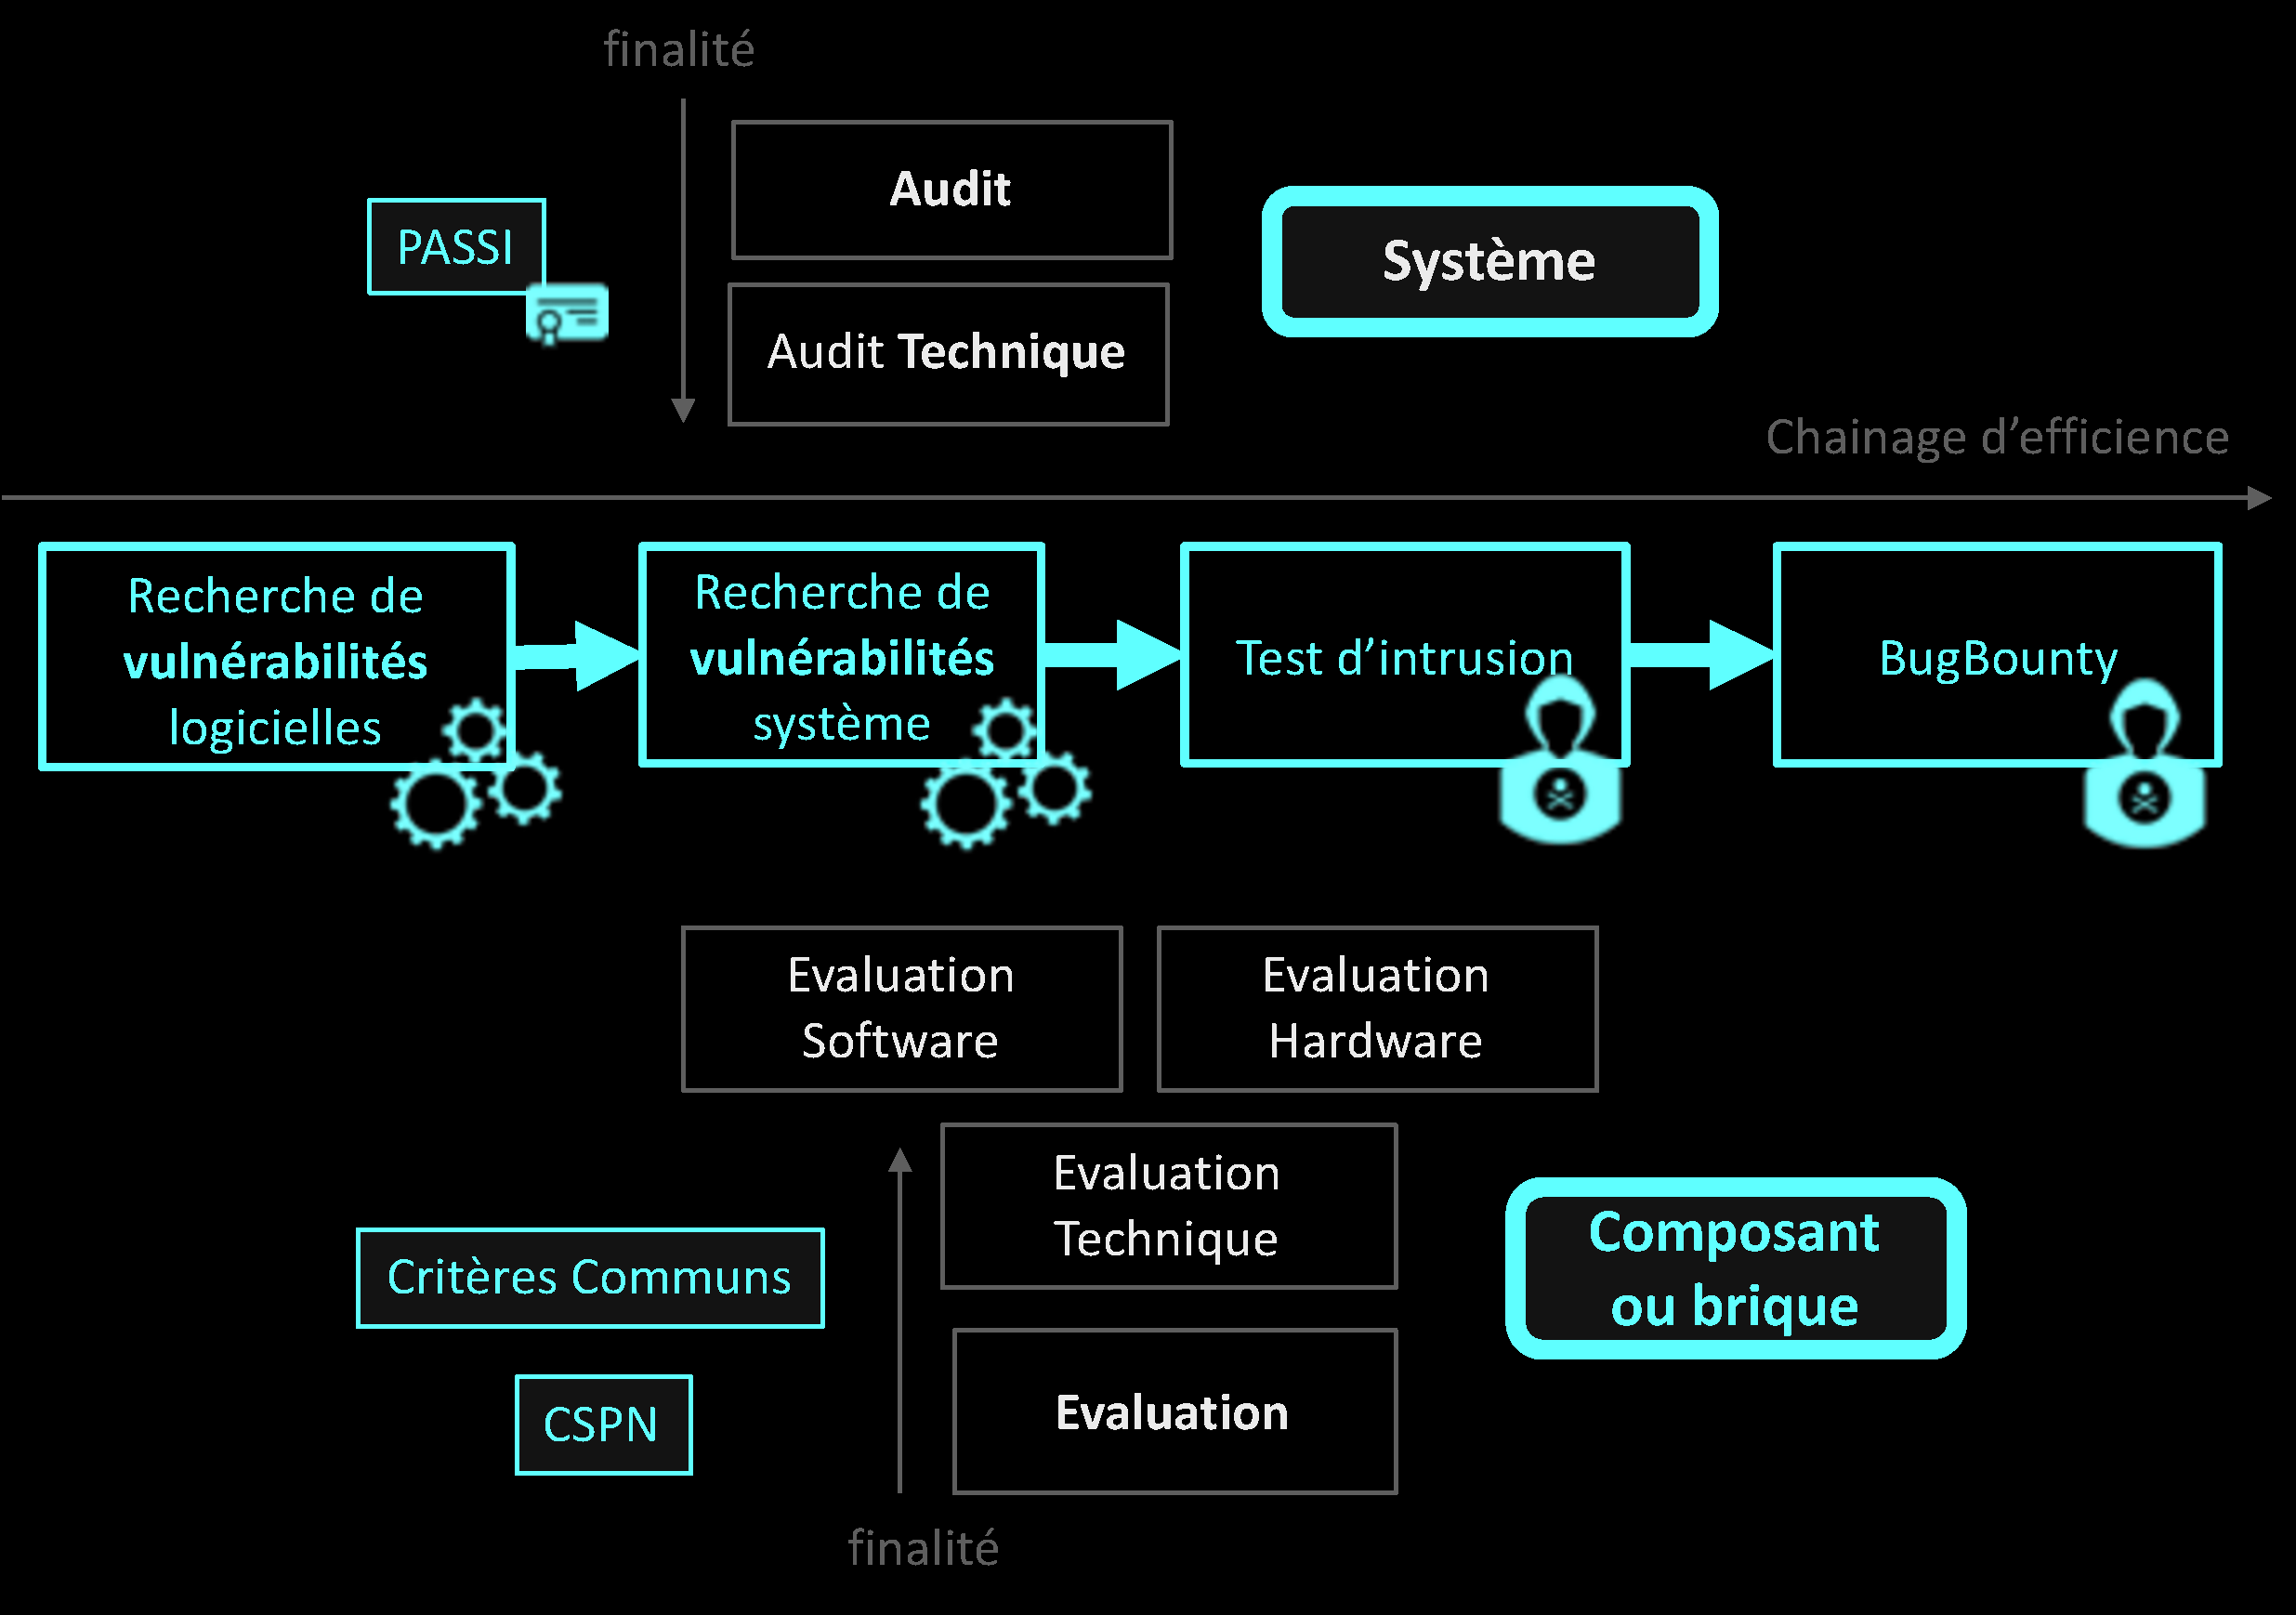 finalité
Audit
PASSI
Système
Audit Technique
Chainage d’efficience
Recherche de
vulnérabilités
logicielles
Recherche de
vulnérabilités
système
Test d’intrusion
BugBounty
Evaluation
Software
Evaluation
Hardware
Evaluation
Technique
Critères Communs
Composant
ou brique
CSPN
Evaluation
finalité